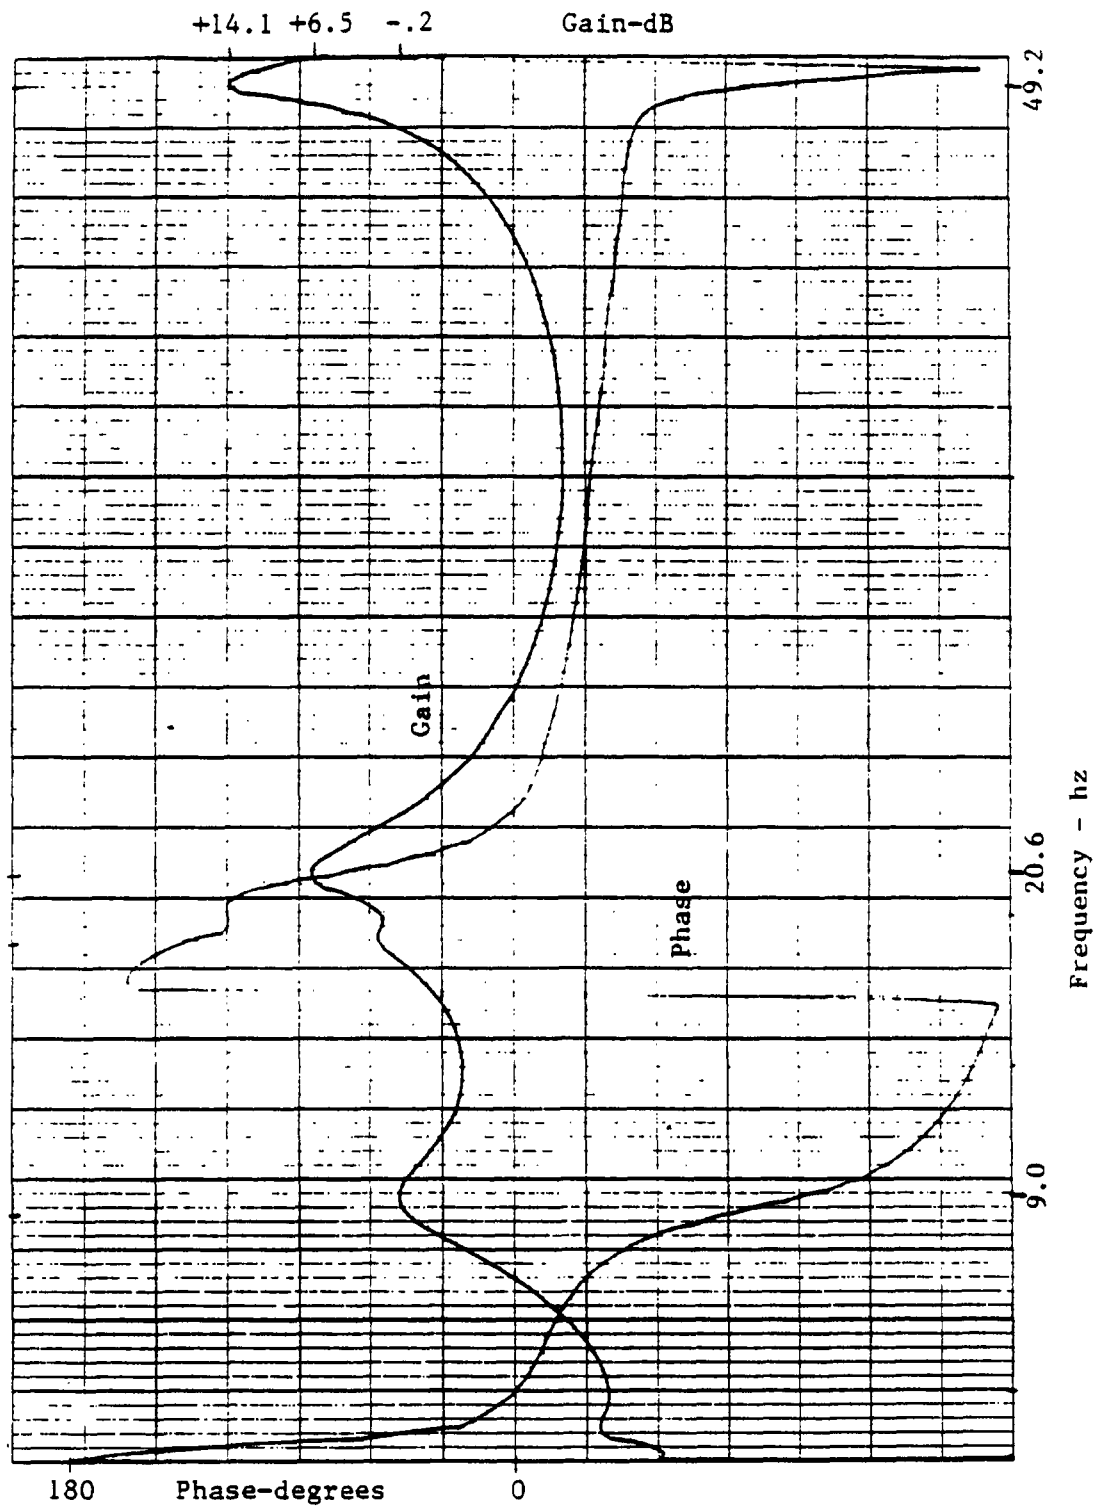 +14.1 +6.5 -.2 Gain-dB
49.2
Gain
20.6
Phase
Frequency - hz
9.0
180 Phase-degrees 0